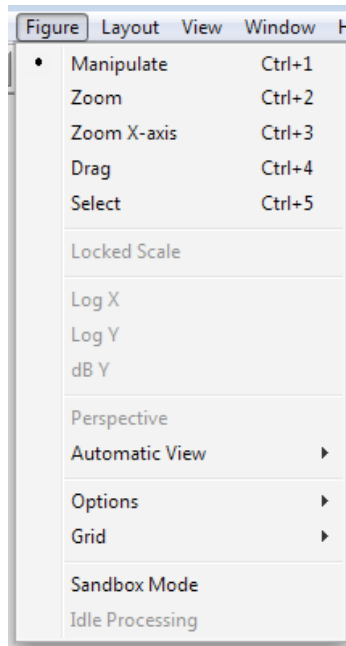 Figure Layout View Window
Manipulate Ctrl+1
Zoom Ctrl+2
Zoom X-axis Ctrl+3
Drag Ctrl+4
Select Ctrl+5
Locked Scale
Log X
Log Y
dB Y
Perspective
Automatic View
Options
Grid
Sandbox Mode
Idle Processing